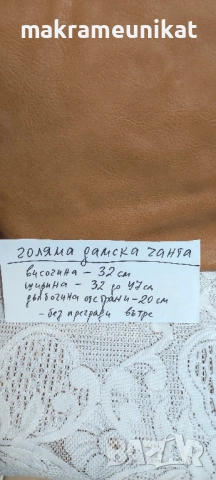 makrameunikat
голяма дамска чанта
височина – 32 см
ширина – 32 до 47 см
дълбочина отстрани – 20 см
– без прегради вътре
BAZAR